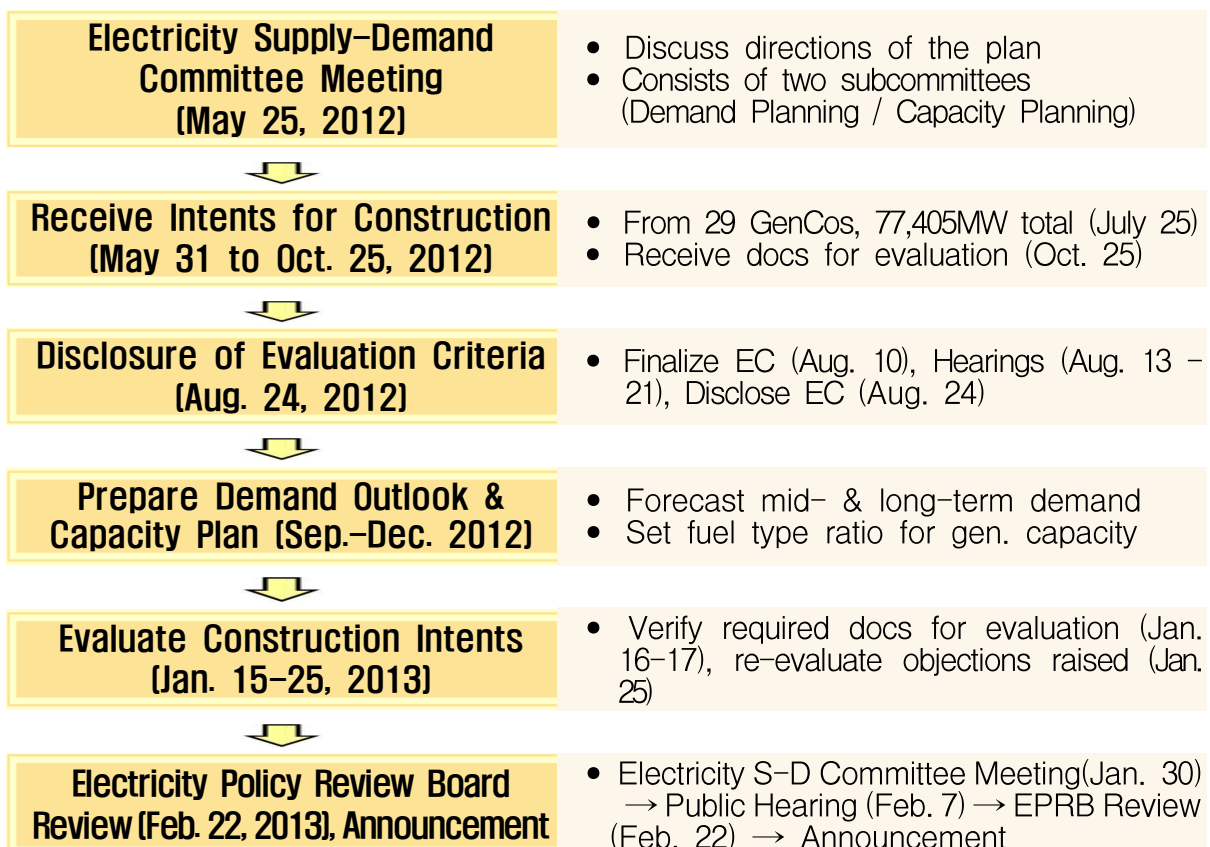 Electricity Supply-Demand
Committee Meeting
(May 25, 2012)
• Discuss directions of the plan
• Consists of two subcommittees
(Demand Planning / Capacity Planning)
Receive Intents for Construction
(May 31 to Oct. 25, 2012)
• From 29 GenCos, 77,405MW total (July 25)
• Receive docs for evaluation (Oct. 25)
Disclosure of Evaluation Criteria
(Aug. 24, 2012)
• Finalize EC (Aug. 10), Hearings (Aug. 13 -
21), Disclose EC (Aug. 24)
Prepare Demand Outlook &
Capacity Plan (Sep.-Dec. 2012)
• Forecast mid- & long-term demand
• Set fuel type ratio for gen. capacity
Evaluate Construction Intents
(Jan. 15-25, 2013)
• Verify required docs for evaluation (Jan.
16-17), re-evaluate objections raised (Jan.
25)
Electricity Policy Review Board
Review (Feb. 22, 2013), Announcement
• Electricity S-D Committee Meeting(Jan. 30)
→ Public Hearing (Feb. 7) → EPRB Review
(Feb. 22) → Announcement